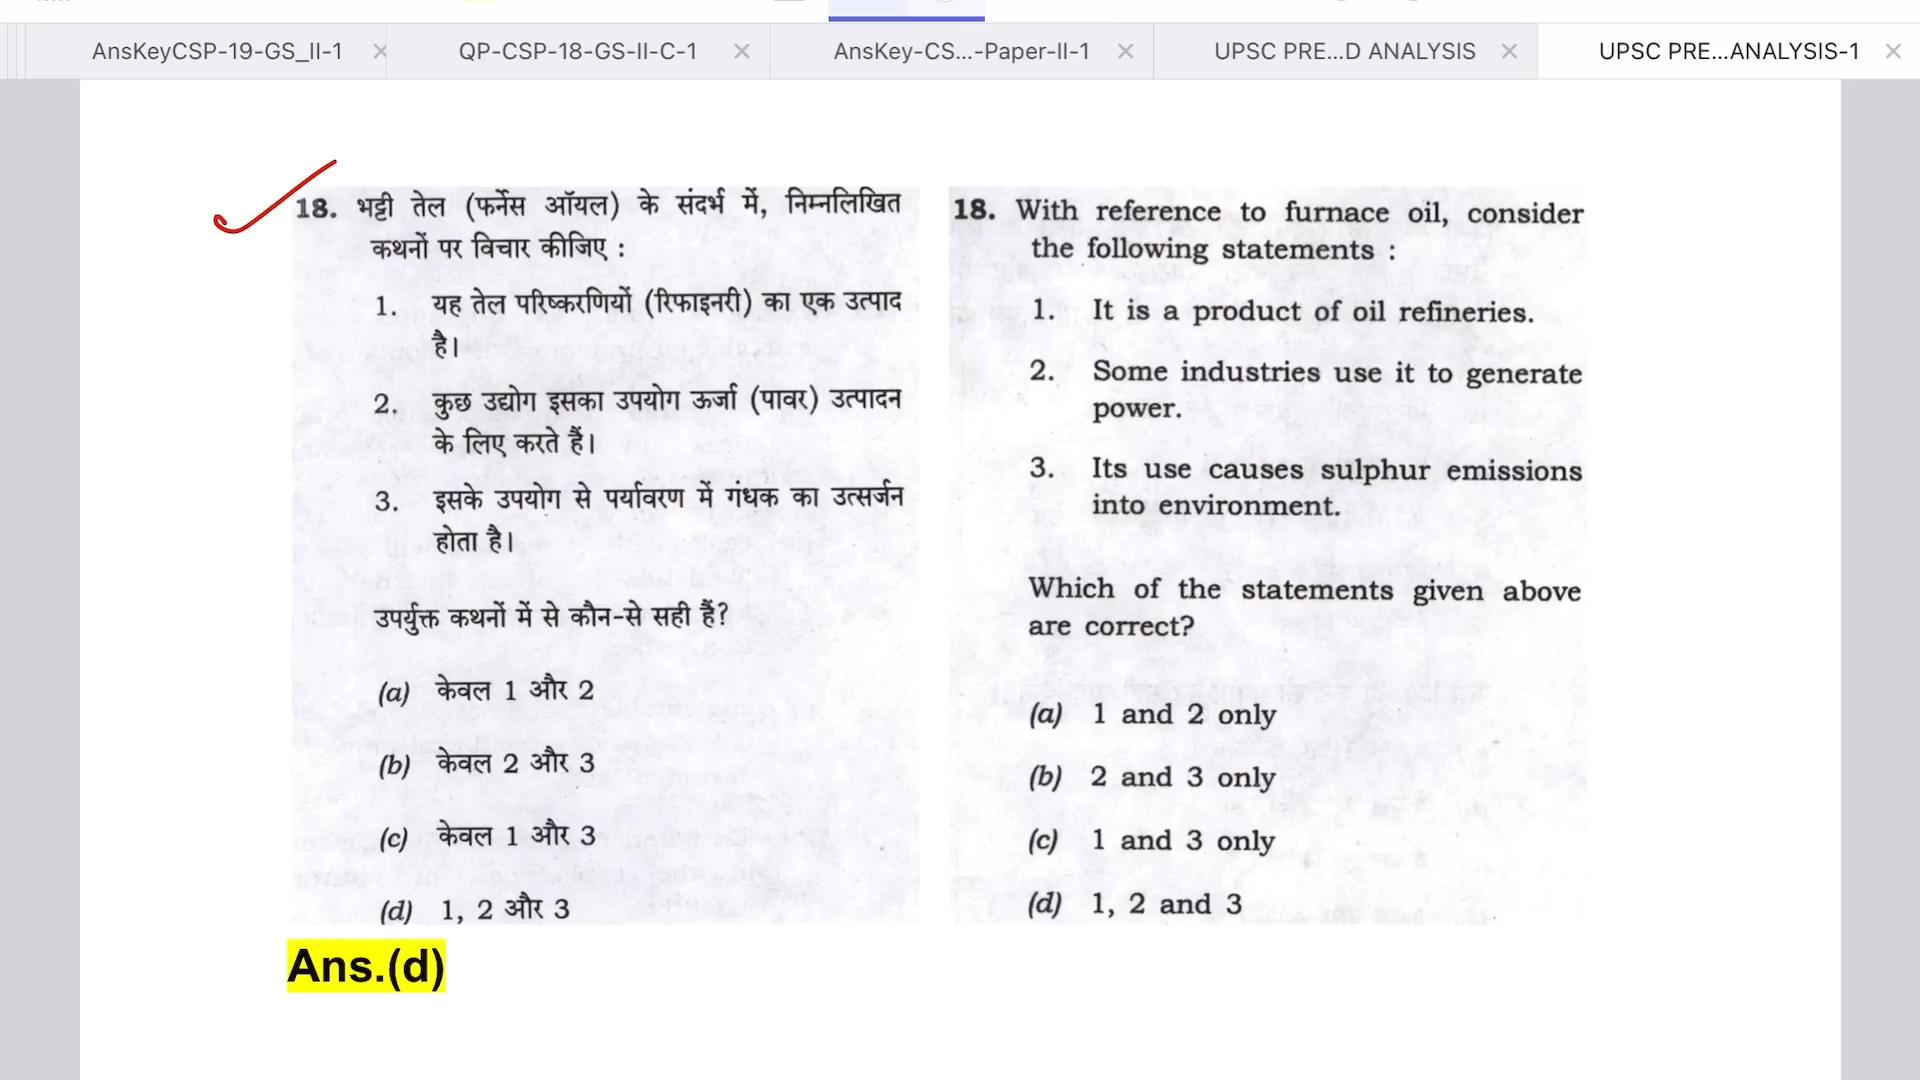 AnsKeyCSP-19-GS_II-1
QP-CSP-18-GS-II-C-1
AnsKey-CS...-Paper-II-1
UPSC PRE...D ANALYSIS
UPSC PRE...ANALYSIS-1
18. भट्टी तेल (फर्नेस ऑयल) के संदर्भ में, निम्नलिखित
कथनों पर विचार कीजिए :
1. यह तेल परिष्करणियों (रिफाइनरी) का एक उत्पाद
है।
2. कुछ उद्योग इसका उपयोग ऊर्जा (पावर) उत्पादन
के लिए करते हैं।
3. इसके उपयोग से पर्यावरण में गंधक का उत्सर्जन
होता है।
उपर्युक्त कथनों में से कौन-से सही हैं?
(a) केवल 1 और 2
(b) केवल 2 और 3
(c) केवल 1 और 3
(d) 1, 2 और 3
18. With reference to furnace oil, consider
the following statements :
1. It is a product of oil refineries.
2. Some industries use it to generate
power.
3. Its use causes sulphur emissions
into environment.
Which of the statements given above
are correct?
(a) 1 and 2 only
(b) 2 and 3 only
(c) 1 and 3 only
(d) 1, 2 and 3
Ans.(d)